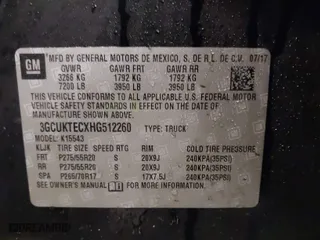 GM
MFD BY GENERAL MOTORS DE MEXICO, S. DE R.L. DE C.V. 07/17
GVWR GAWR FRT GAWR RR
3266 KG 1792 KG 1792 KG
7200 LB 3950 LB 3950 LB
THIS VEHICLE CONFORMS TO ALL APPLICABLE U.S. FEDERAL MOTOR
VEHICLE SAFETY STANDARDS IN EFFECT ON THE DATE OF
MANUFACTURE SHOWN ABOVE.
3GCUKTECXHG512260 TYPE: TRUCK
MODEL: K15543
KLJK TIRE SIZE SPEED RTG RIM COLD TIRE PRESSURE
FRT P275/55R20 S 20X9J 240KPA(35PSI)
RR P275/55R20 S 20X9J 240KPA(35PSI)
SPA P265/70R17 S 17X7.5J 240KPA(35PSI)
SEE OWNER MANUAL FOR MORE INFORMATION.